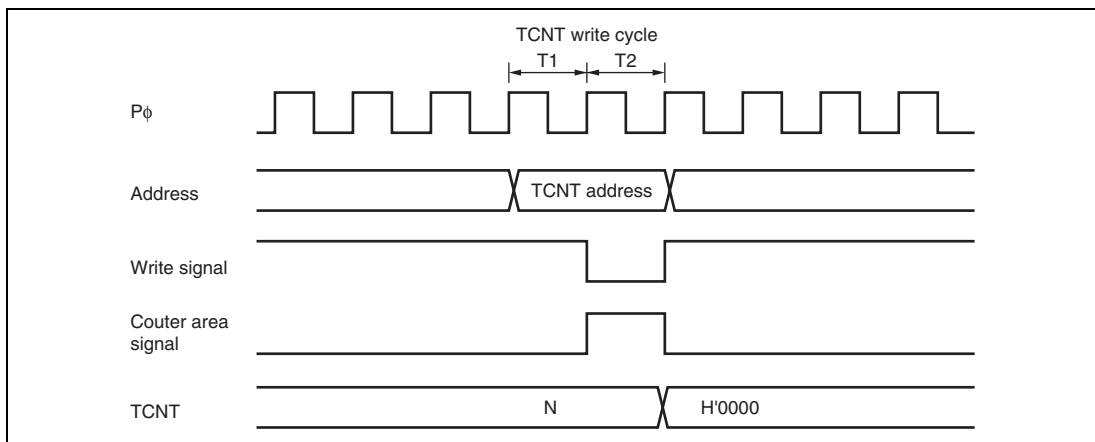 TCNT write cycle
T1 T2
Pϕ
Address
TCNT address
Write signal
Couter area
signal
TCNT
N
H'0000